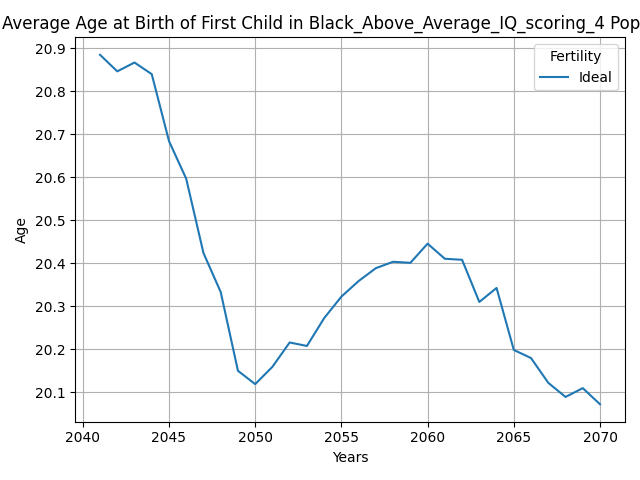 Average Age at Birth of First Child in Black_Above_Average_IQ_scoring_4 Pop
Fertility
Ideal
20.9
20.8
20.7
20.6
20.5
20.4
20.3
20.2
20.1
Age
2040 2045 2050 2055 2060 2065 2070
Years